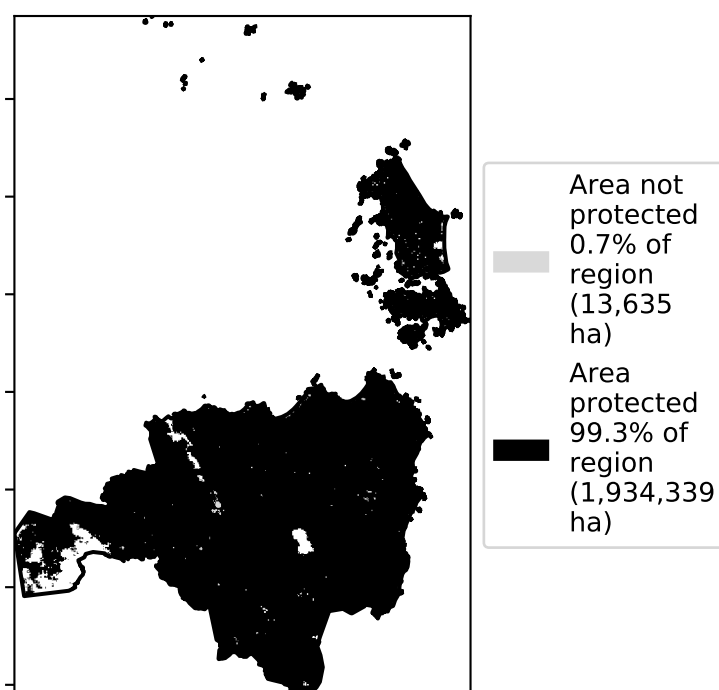 Area not
protected
0.7% of
region
(13,635
ha)
Area
protected
99.3% of
region
(1,934,339
ha)